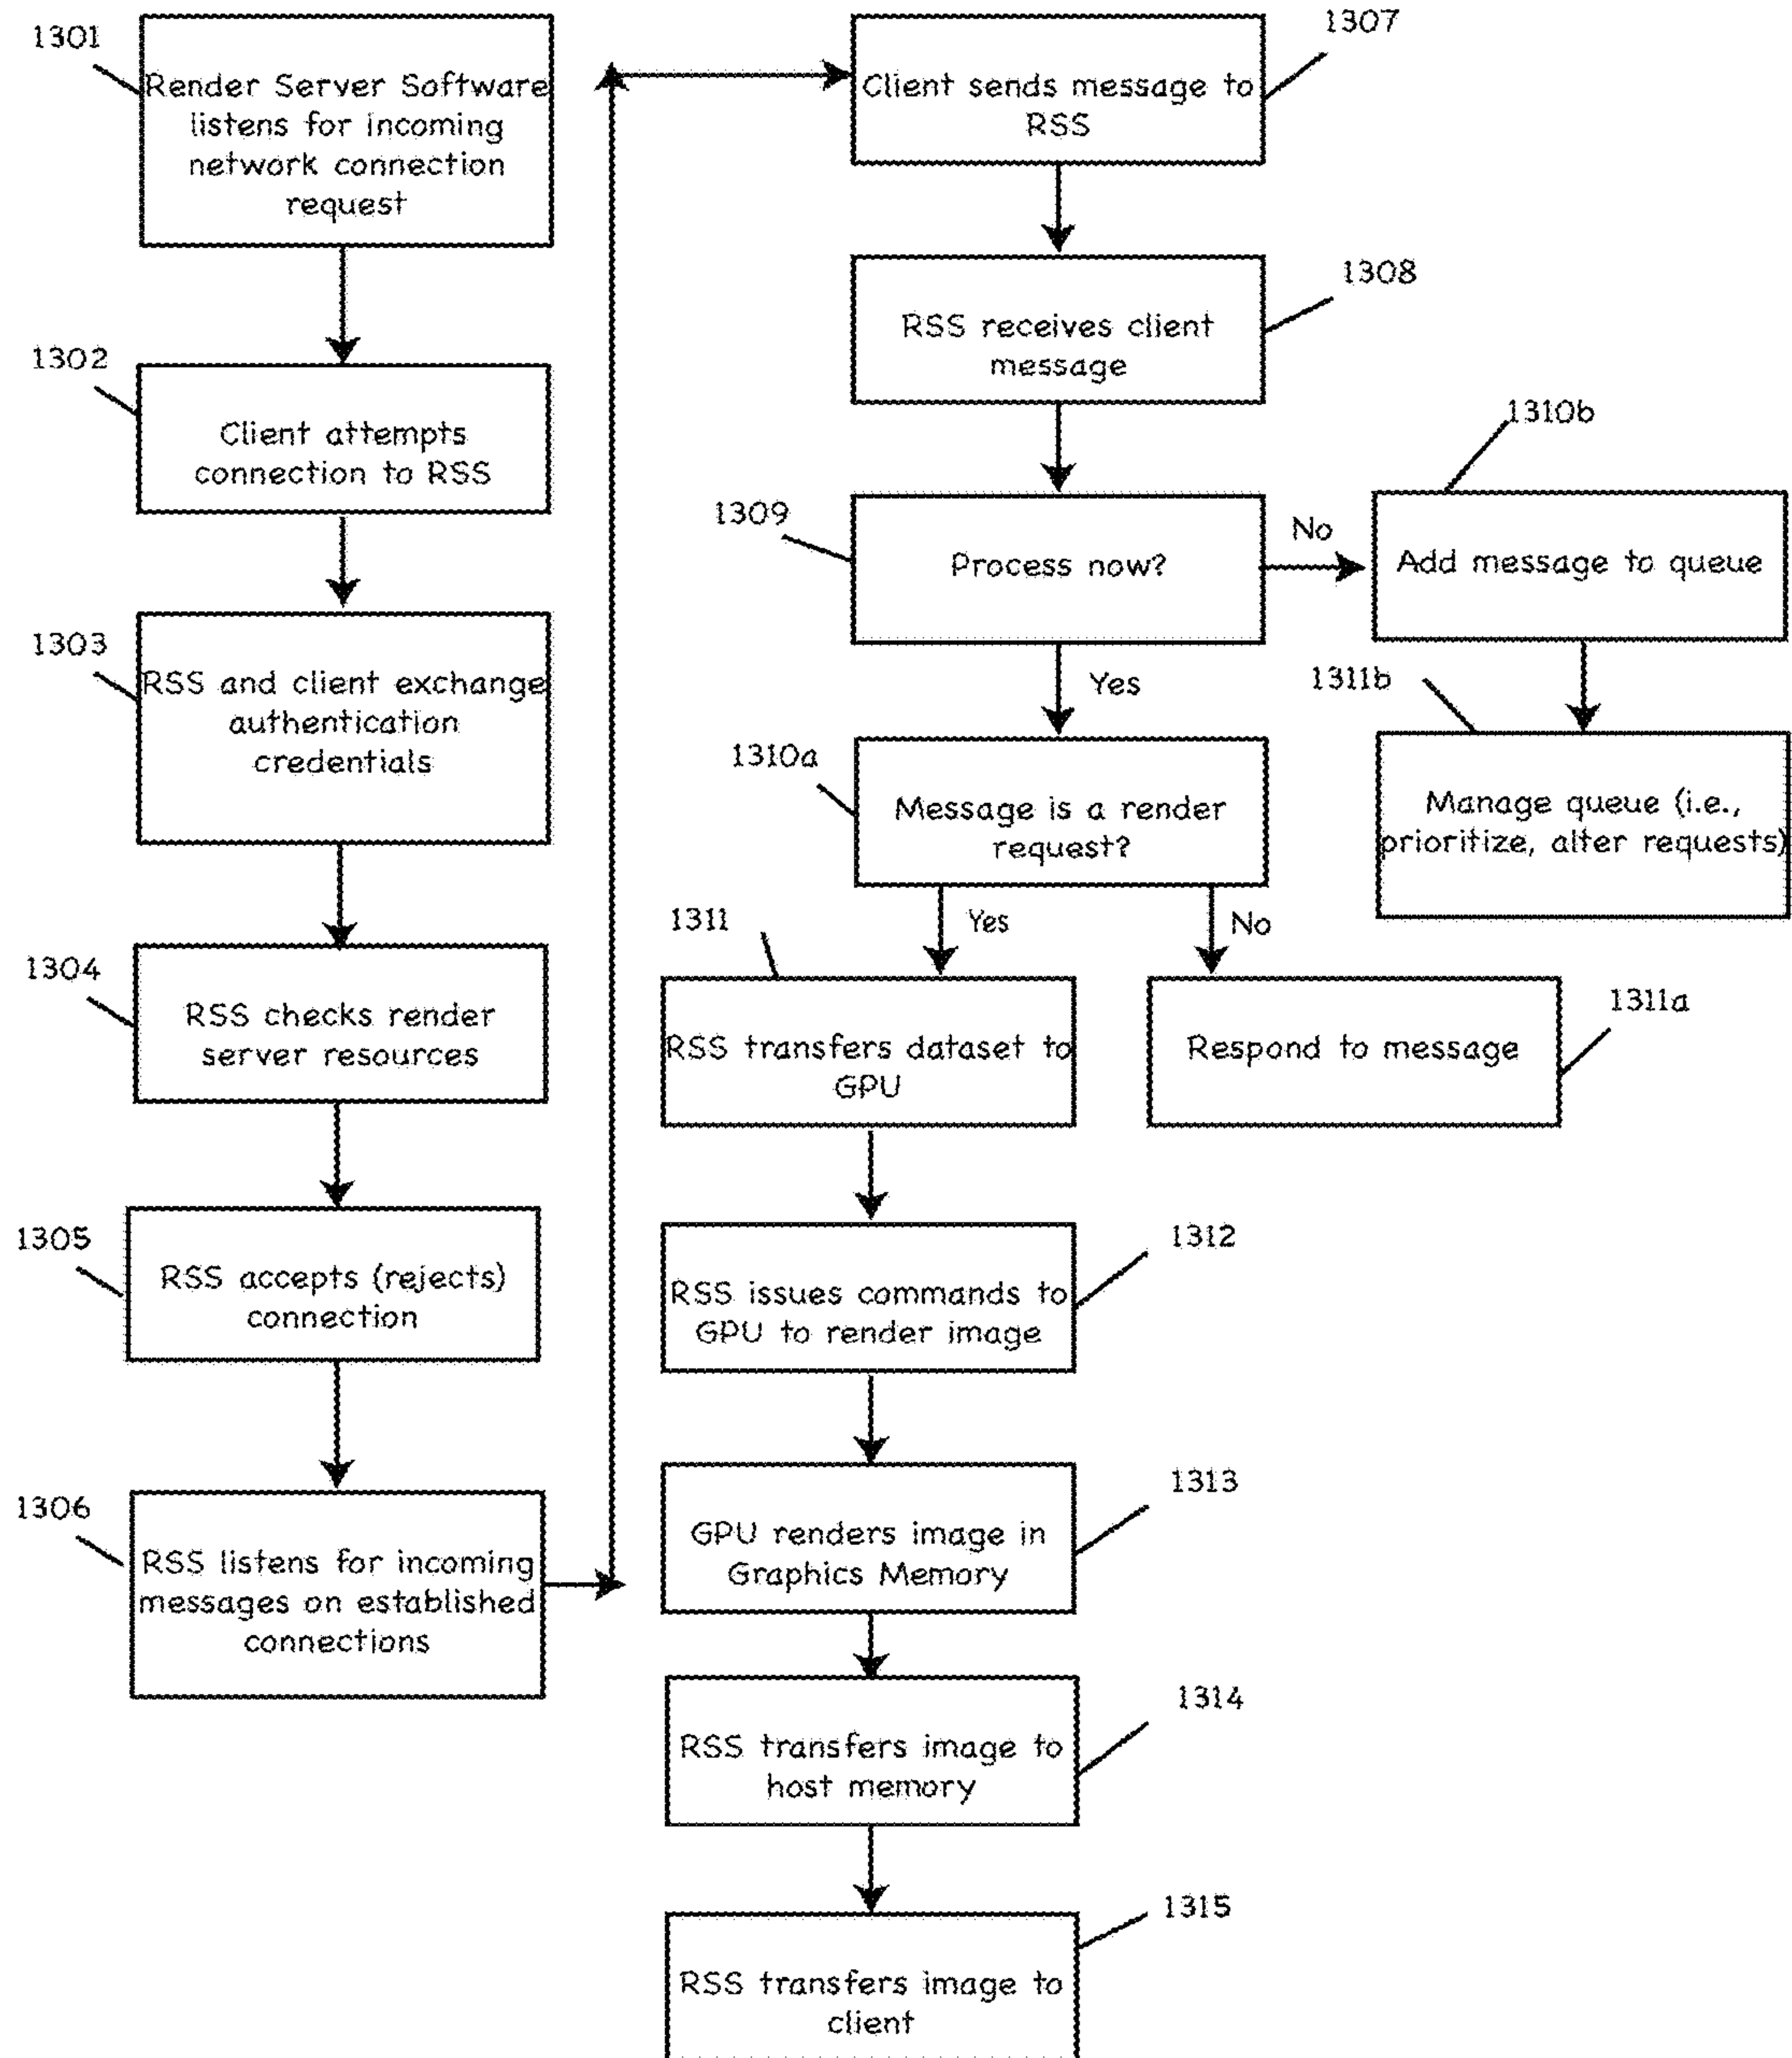 1301
Render Server Software
listens for incoming
network connection
request
1302
Client attempts
connection to RSS
1303
RSS and client exchange
authentication
credentials
1304
RSS checks render
server resources
1305
RSS accepts (rejects)
connection
1306
RSS listens for incoming
messages on established
connections
1307
Client sends message to
RSS
1308
RSS receives client
message
1309
Process now?
No
1310b
Add message to queue
1311b
Manage queue (i.e.,
prioritize, alter requests)
Yes
1310a
Message is a render
request?
Yes
No
1311
RSS transfers dataset to
GPU
1311a
Respond to message
1312
RSS issues commands to
GPU to render image
1313
GPU renders image in
Graphics Memory
1314
RSS transfers image to
host memory
1315
RSS transfers image to
client